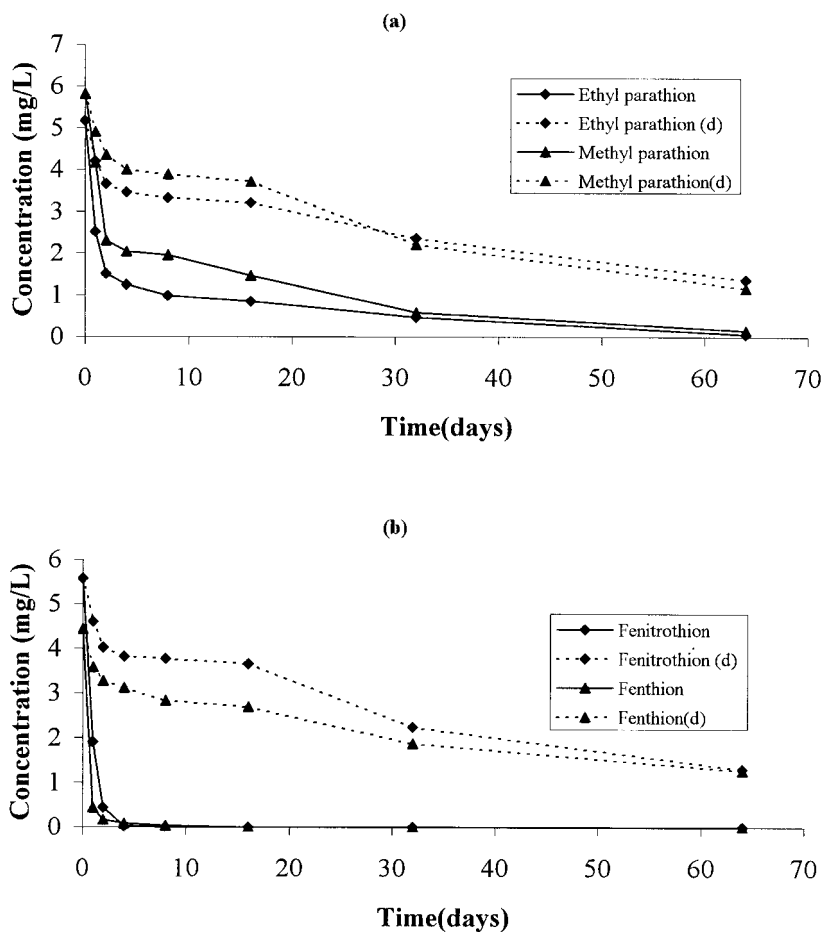 (a)
Concentration (mg/L)
7
6
5
4
3
2
1
0
Ethyl parathion
Ethyl parathion (d)
Methyl parathion
Methyl parathion(d)
0 10 20 30 40 50 60 70
Time(days)
(b)
Concentration (mg/L)
6
5
4
3
2
1
0
Fenitrothion
Fenitrothion (d)
Fenthion
Fenthion(d)
0 10 20 30 40 50 60 70
Time(days)